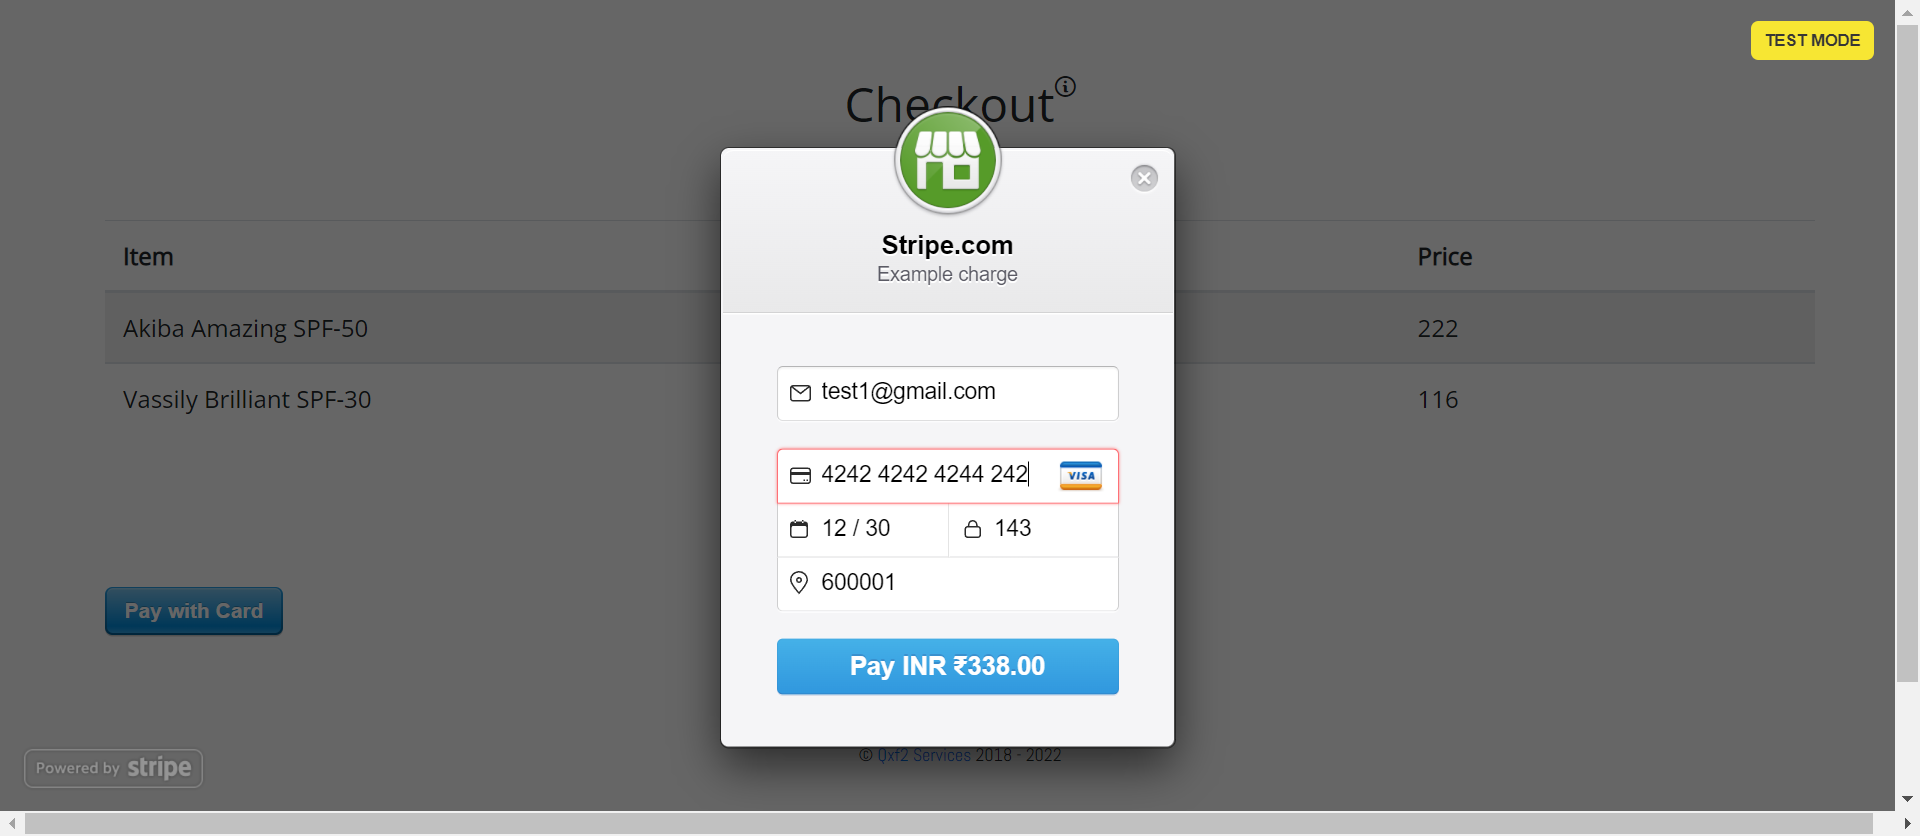 TEST MODE
Checkout
Stripe.com
Example charge
Item
Price
Akiba Amazing SPF-50
222
Vassily Brilliant SPF-30
116
test1@gmail.com
4242 4242 4244 242
VISA
12 / 30
143
600001
Pay INR ₹338.00
Pay with Card
© Qxf2 Services 2018 - 2022
Powered by stripe